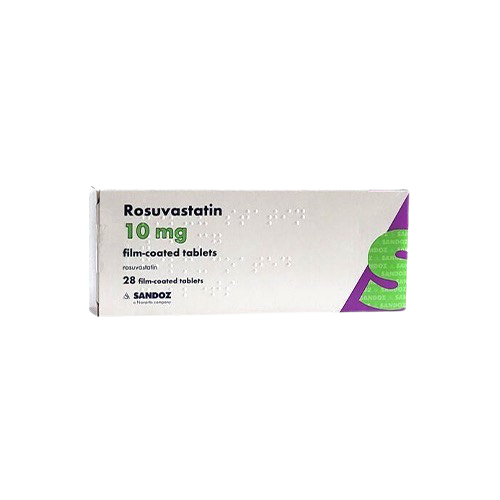 Rosuvastatin
10 mg
film-coated tablets
rosuvastatin
28 film-coated tablets
SANDOZ
a Novartis company
S